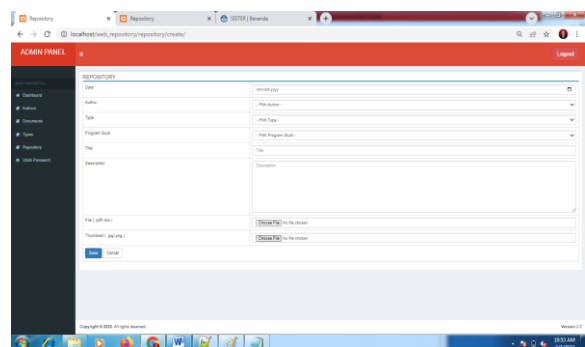 Repository
Repository
SISTER | Beranda
localhost/web_repository/repository/create/
ADMIN PANEL
Logout
Dashboard
Authors
Documents
Types
Repository
Ubah Password
REPOSITORY
Date
mm/dd/yyyy
Author
- Pilih Author -
Type
- Pilih Type -
Program Studi
- Pilih Program Studi -
Title
Title
Description
Description
File (.pdf/.doc)
Choose File No file chosen
Thumbnail (.jpg/.png)
Choose File No file chosen
Save Cancel
Copyright © 2020. All rights reserved.
Version 2.0
10:53 AM